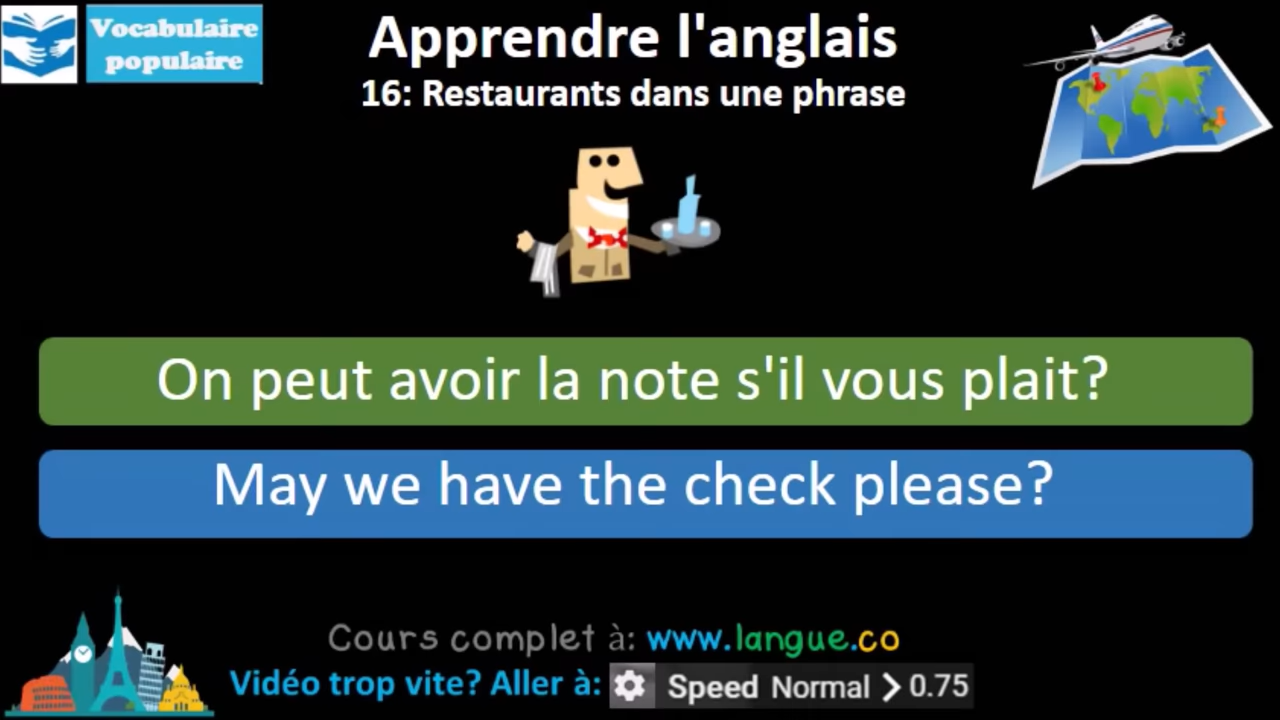 Vocabulaire
populaire
Apprendre l'anglais
16: Restaurants dans une phrase
On peut avoir la note s'il vous plait?
May we have the check please?
Cours complet à: www.langue.co
Vidéo trop vite? Aller à: Speed Normal > 0.75